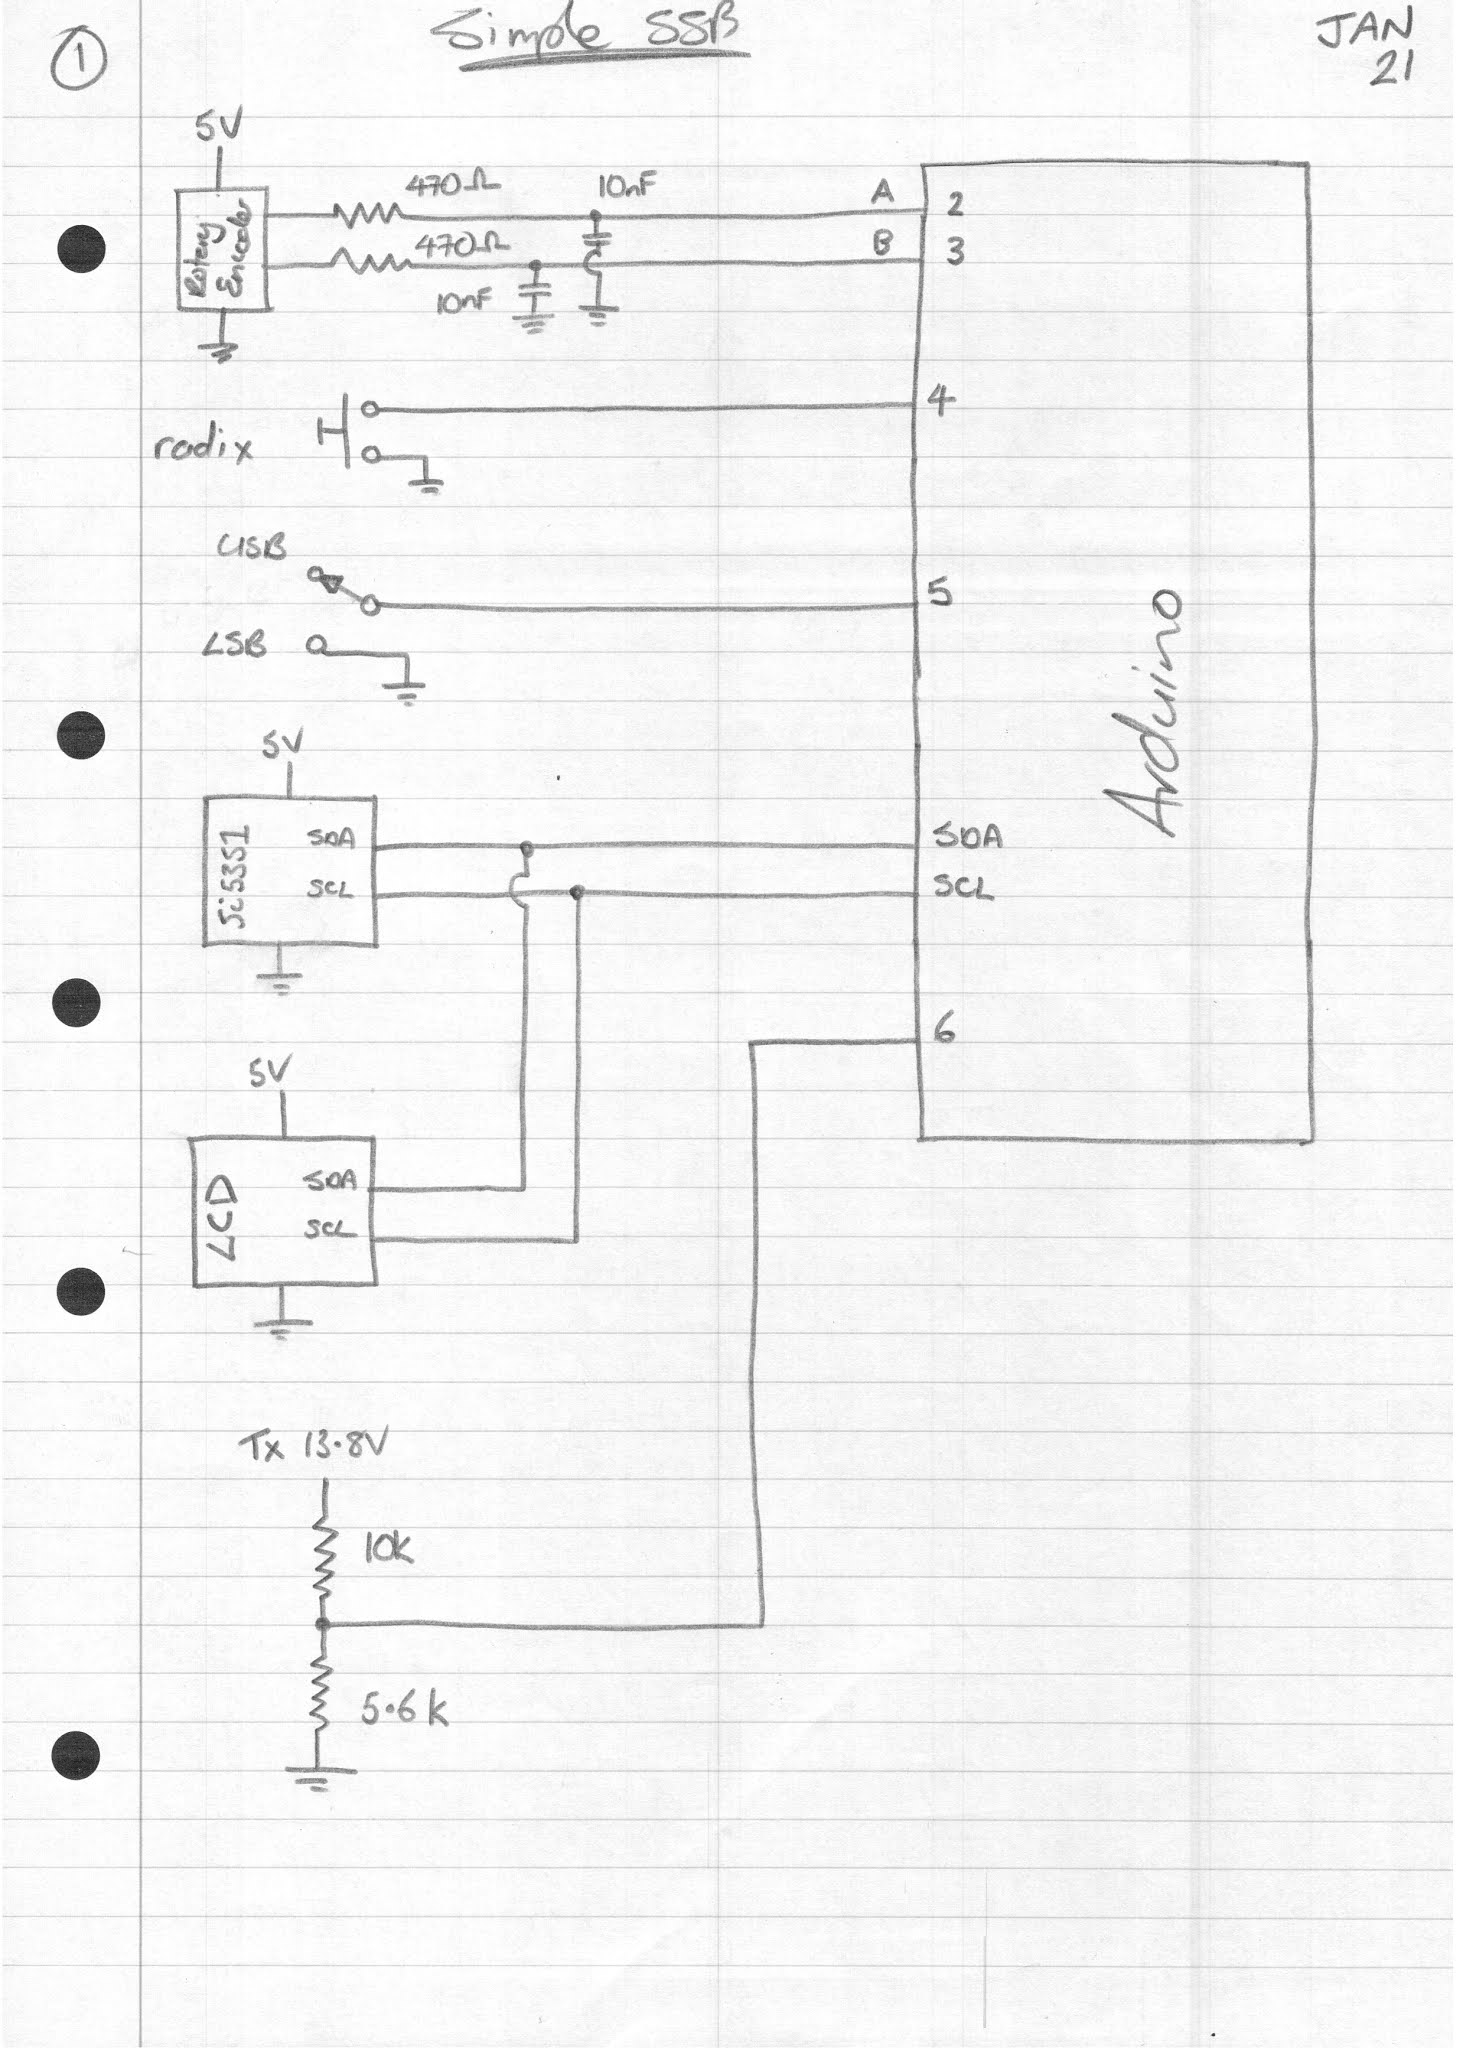 1
Simple SSB
JAN
21
5V
Rotary
Encoder
470Ω
10nF
A
2
470Ω
B
3
10nF
radix
4
USB
5
LSB
Arduino
5V
Si5351
SDA
SCL
SDA
SCL
6
5V
LCD
SDA
SCL
Tx 13.8V
10k
5.6k